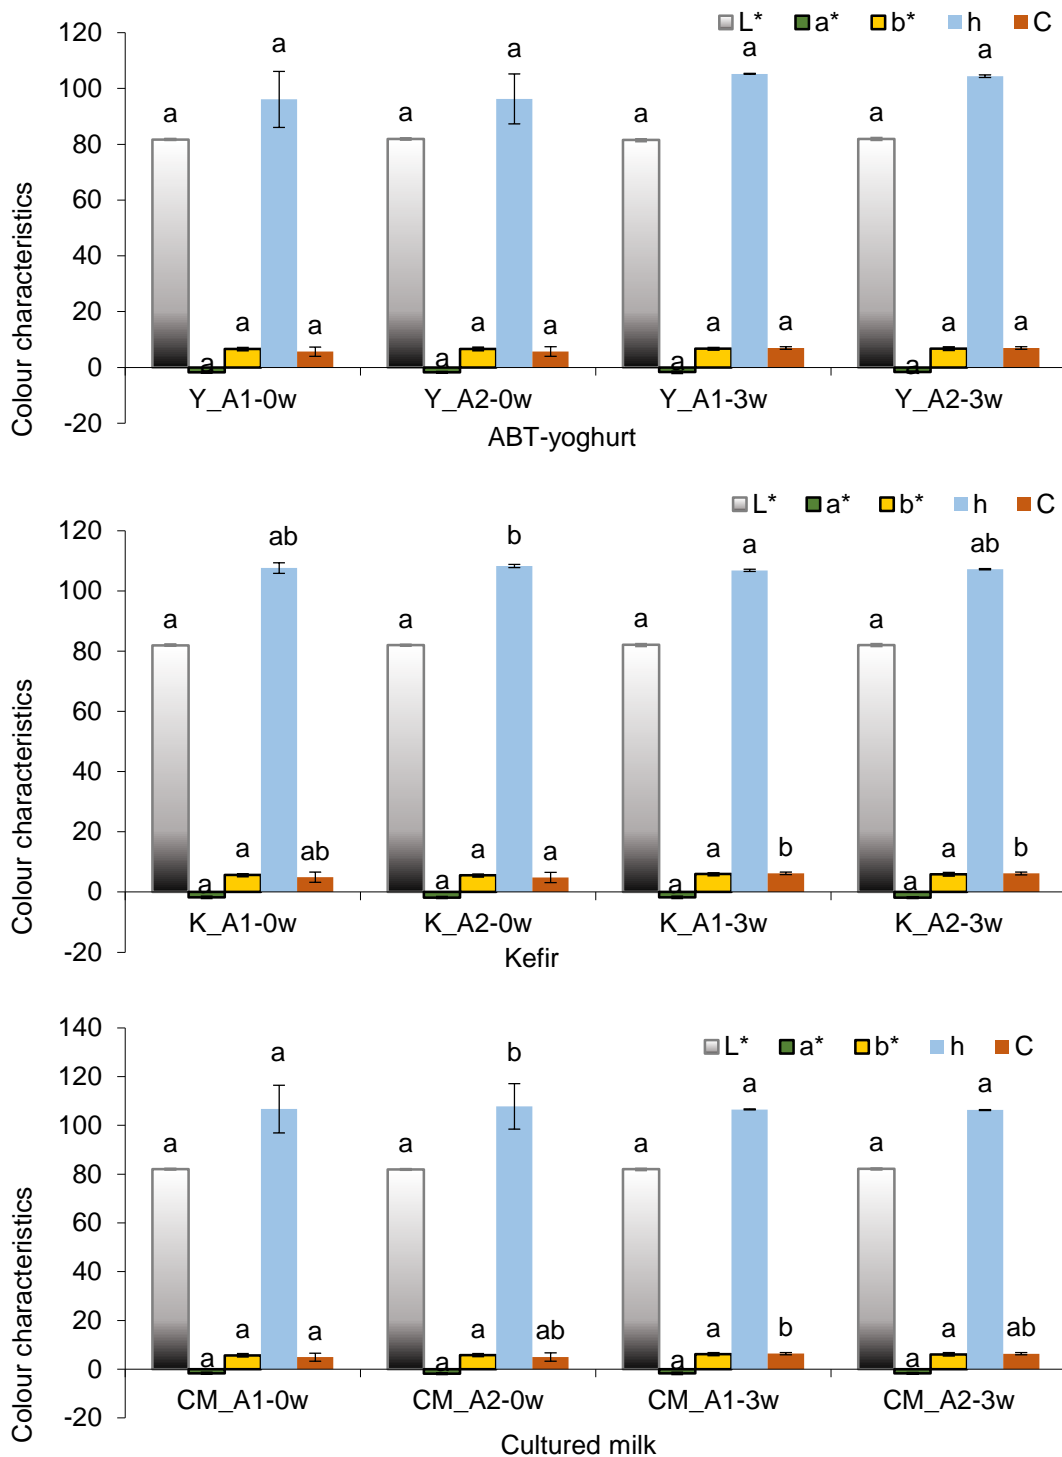 L* a* b* h C
120
100
80
60
40
20
0
-20
Colour characteristics
a a a a a
a a a a a
a a a a a
a a a a a
Y_A1-0w Y_A2-0w Y_A1-3w Y_A2-3w
ABT-yoghurt
L* a* b* h C
120
100
80
60
40
20
0
-20
Colour characteristics
a a a ab ab
a a a b a
a a a a b
a a a ab b
K_A1-0w K_A2-0w K_A1-3w K_A2-3w
Kefir
L* a* b* h C
140
120
100
80
60
40
20
0
-20
Colour characteristics
a a a a a
a a a b ab
a a a a b
a a a a ab
CM_A1-0w CM_A2-0w CM_A1-3w CM_A2-3w
Cultured milk